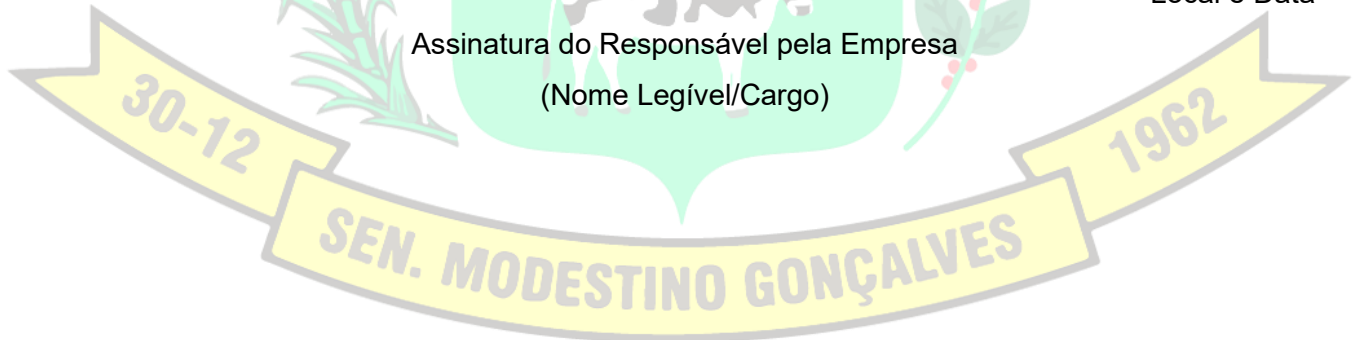 Local e Data
Assinatura do Responsável pela Empresa
(Nome Legível/Cargo)
30-12
1962
SEN. MODESTINO GONÇALVES